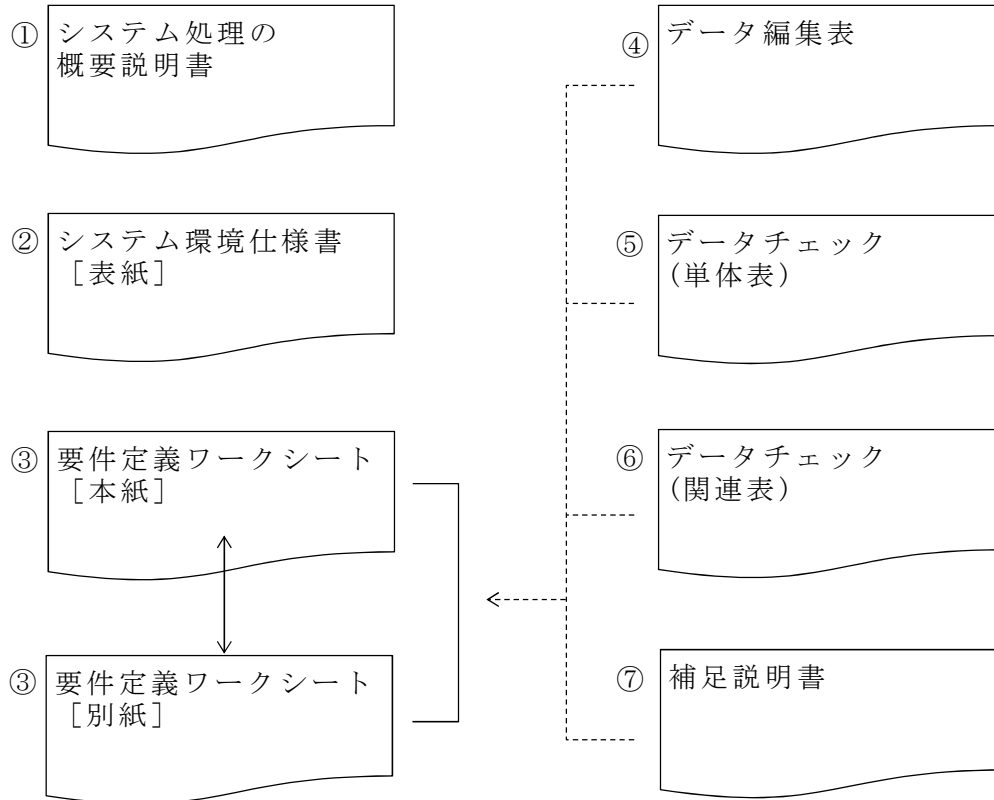 ① システム処理の
概要説明書
② システム環境仕様書
［表紙］
③ 要件定義ワークシート
［本紙］
③ 要件定義ワークシート
［別紙］
④ データ編集表
⑤ データチェック
(単体表)
⑥ データチェック
(関連表)
⑦ 補足説明書